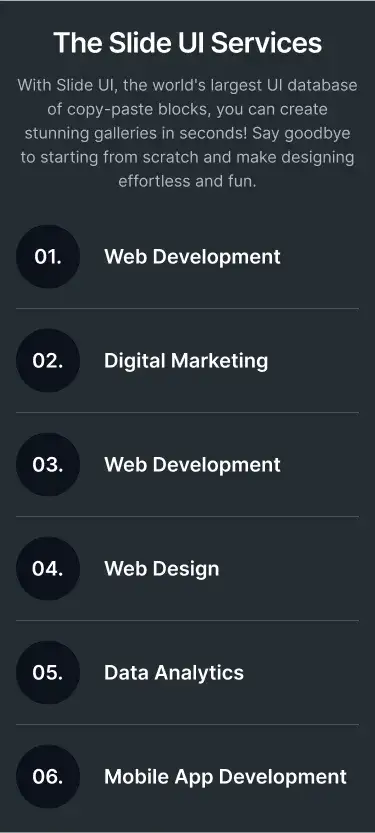 The Slide UI Services
With Slide UI, the world's largest UI database
of copy-paste blocks, you can create
stunning galleries in seconds! Say goodbye
to starting from scratch and make designing
effortless and fun.
01. Web Development
02. Digital Marketing
03. Web Development
04. Web Design
05. Data Analytics
06. Mobile App Development